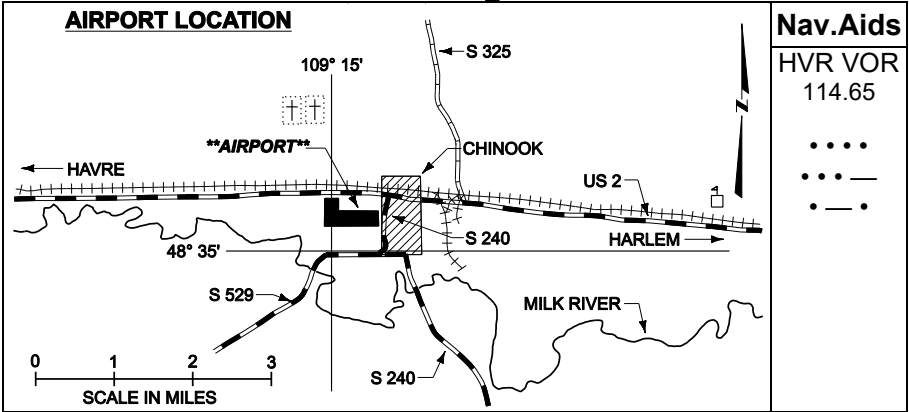 AIRPORT LOCATION
Nav.Aids
HVR VOR
114.65
S 325
109° 15'
N
**AIRPORT**
CHINOOK
HAVRE
US 2
S 240
HARLEM
48° 35'
S 529
MILK RIVER
0 1 2 3
S 240
SCALE IN MILES